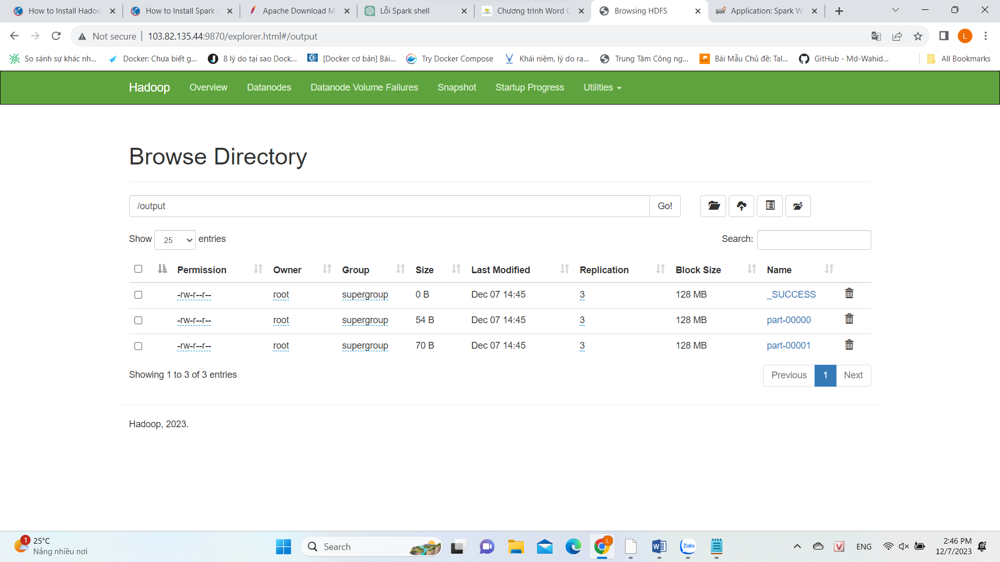 How to Install Hadoo
How to Install Spark
Apache Download Mi
Lỗi Spark shell
Chương trình Word C
Browsing HDFS
Application: Spark W
Not secure
103.82.135.44:9870/explorer.html#/output
L
So sánh sự khác nh...
Docker: Chưa biết g...
8 lý do tại sao Dock...
[Docker cơ bản] Bài...
Try Docker Compose
Khái niệm, lý do ra...
Trung Tâm Công ng...
Bài Mẫu Chủ đề: Tal...
GitHub - Md-Wahid...
All Bookmarks
Hadoop Overview Datanodes Datanode Volume Failures Snapshot Startup Progress Utilities
Browse Directory
/output Go!
Show 25 entries Search:
Permission Owner Group Size Last Modified Replication Block Size Name
-rw-r--r-- root supergroup 0 B Dec 07 14:45 3 128 MB _SUCCESS
-rw-r--r-- root supergroup 54 B Dec 07 14:45 3 128 MB part-00000
-rw-r--r-- root supergroup 70 B Dec 07 14:45 3 128 MB part-00001
Showing 1 to 3 of 3 entries Previous 1 Next
Hadoop, 2023.
1
25°C
Nắng nhiều nơi
Search
L
Zalo
V
ENG
2:46 PM
12/7/2023